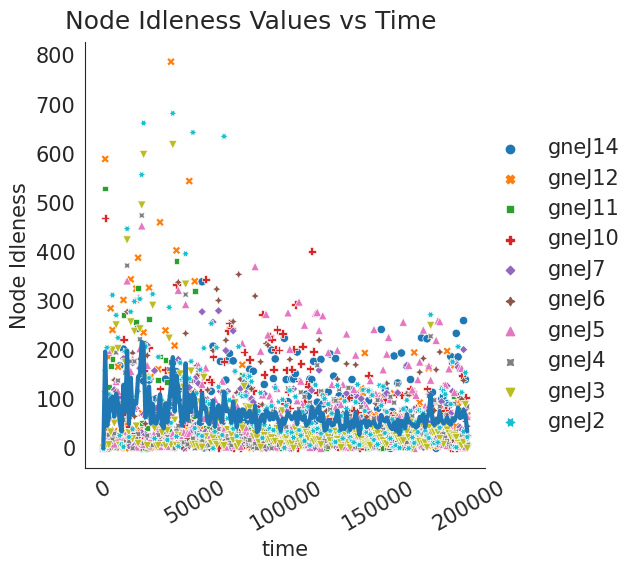 Node Idleness Values vs Time
800
700
600
500
400
300
200
100
0
Node Idleness
0
50000
100000
150000
200000
time
gneJ14
gneJ12
gneJ11
gneJ10
gneJ7
gneJ6
gneJ5
gneJ4
gneJ3
gneJ2